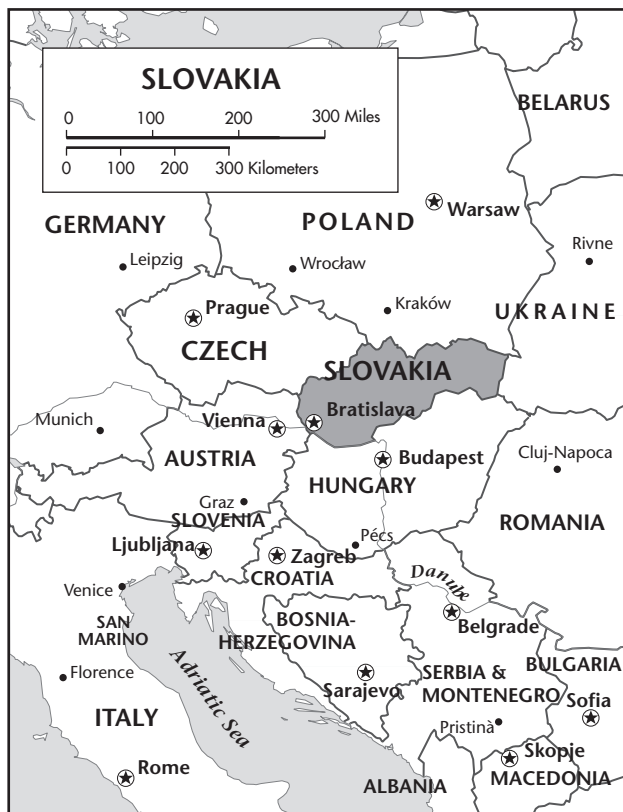 SLOVAKIA
0 100 200 300 Miles
0 100 200 300 Kilometers
BELARUS
GERMANY
POLAND
Warsaw
Leipzig
Wrocław
Rivne
Prague
Kraków
UKRAINE
CZECH
SLOVAKIA
Munich
Vienna
Bratislava
AUSTRIA
Budapest
Cluj-Napoca
HUNGARY
Graz
SLOVENIA
ROMANIA
Ljubljana
Zagreb
Pécs
CROATIA
Danube
Venice
SAN
MARINO
BOSNIA-
HERZEGOVINA
Belgrade
Florence
Adriatic Sea
Sarajevo
SERBIA &
MONTENEGRO
BULGARIA
ITALY
Pristinà
Sofia
Rome
Skopje
ALBANIA
MACEDONIA